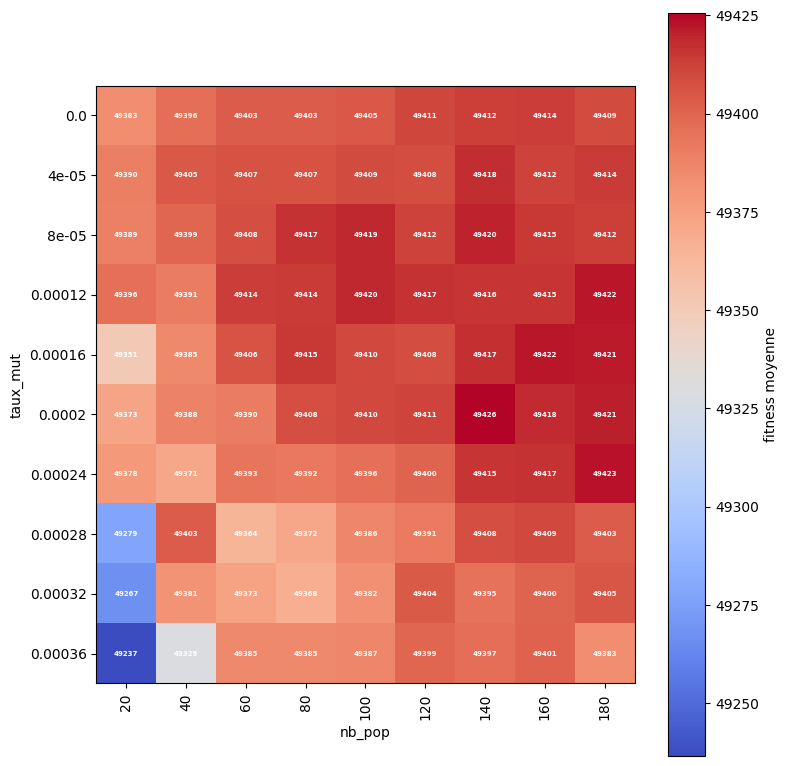 0.0 49383 49396 49403 49403 49405 49411 49412 49414 49409
4e-05 49390 49405 49407 49407 49409 49408 49418 49412 49414
8e-05 49389 49399 49408 49417 49419 49412 49420 49415 49412
0.00012 49396 49391 49414 49414 49420 49417 49416 49415 49422
0.00016 49351 49385 49406 49415 49410 49408 49417 49422 49421
0.0002 49373 49388 49390 49408 49410 49411 49426 49418 49421
0.00024 49378 49371 49393 49392 49396 49400 49415 49417 49423
0.00028 49279 49403 49364 49372 49386 49391 49408 49409 49403
0.00032 49267 49381 49373 49368 49382 49404 49395 49400 49405
0.00036 49237 49329 49385 49385 49387 49399 49397 49401 49383
20 40 60 80 100 120 140 160 180
nb_pop
taux_mut
49425
49400
49375
49350
49325
49300
49275
49250
fitness moyenne